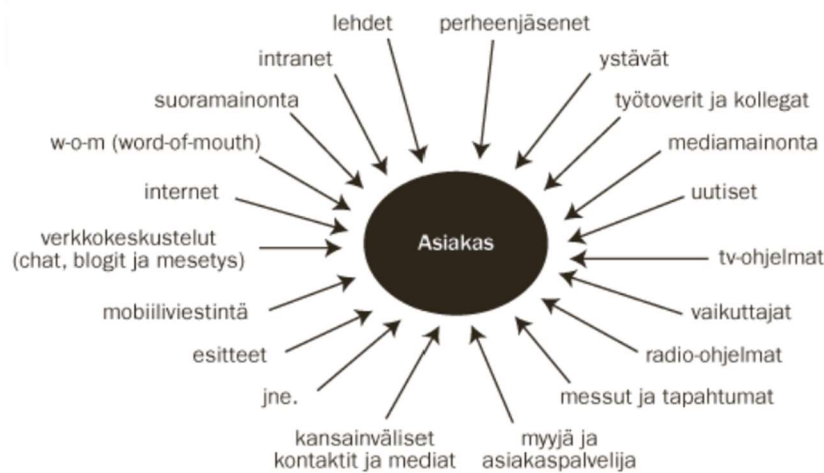 lehdet
perheenjäsenet
intranet
ystävät
suoramainonta
työtoverit ja kollegat
w-o-m (word-of-mouth)
mediamainonta
internet
uutiset
verkkokeskustelut
(chat, blogit ja mesetys)
Asiakas
tv-ohjelmat
mobiiliviestintä
vaikuttajat
esitteet
radio-ohjelmat
jne.
messut ja tapahtumat
kansainväliset
kontaktit ja mediat
myyjä ja
asiakaspalvelija